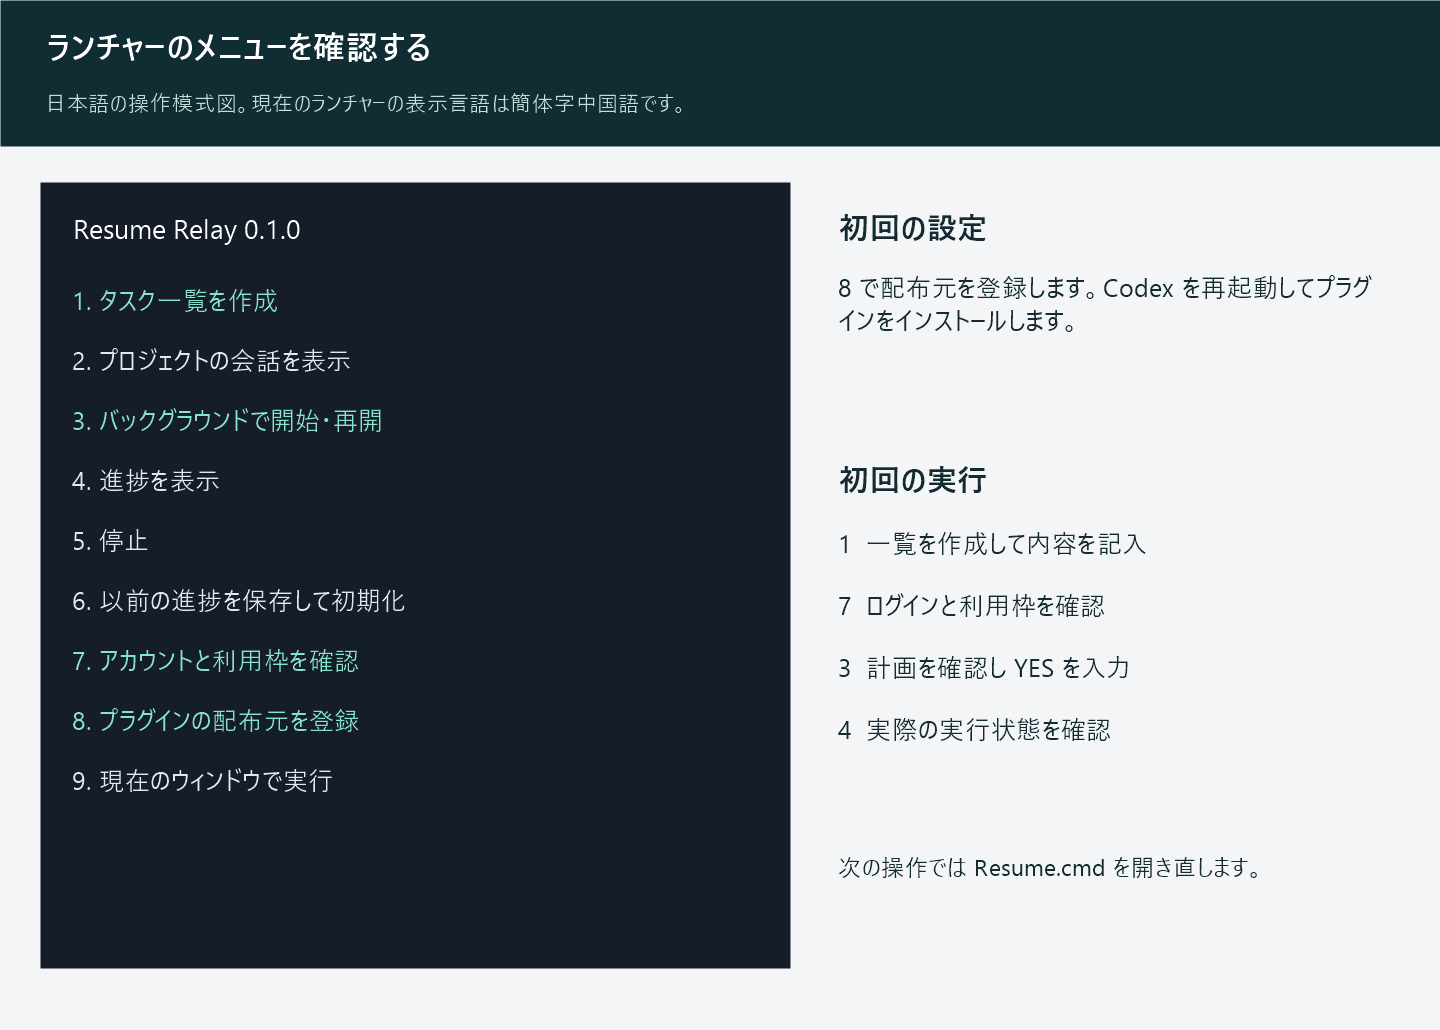 ランチャーのメニューを確認する
日本語の操作模式図。現在のランチャーの表示言語は簡体字中国語です。
Resume Relay 0.1.0
1. タスク一覧を作成
2. プロジェクトの会話を表示
3. バックグラウンドで開始・再開
4. 進捗を表示
5. 停止
6. 以前の進捗を保存して初期化
7. アカウントと利用枠を確認
8. プラグインの配布元を登録
9. 現在のウィンドウで実行
初回の設定
8 で配布元を登録します。Codex を再起動してプラグ
インをインストールします。
初回の実行
1 一覧を作成して内容を記入
7 ログインと利用枠を確認
3 計画を確認し YES を入力
4 実際の実行状態を確認
次の操作では Resume.cmd を開き直します。